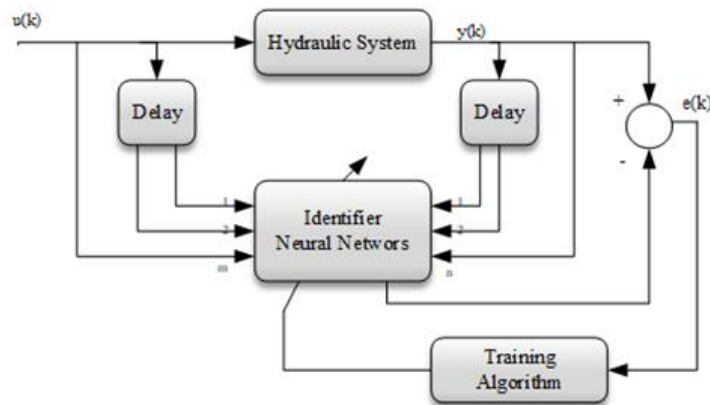 u(k)
Hydraulic System
y(k)
Delay
Delay
+
e(k)
-
1
1
Identifier
Neural Networs
2
2
m
n
Training
Algorithm